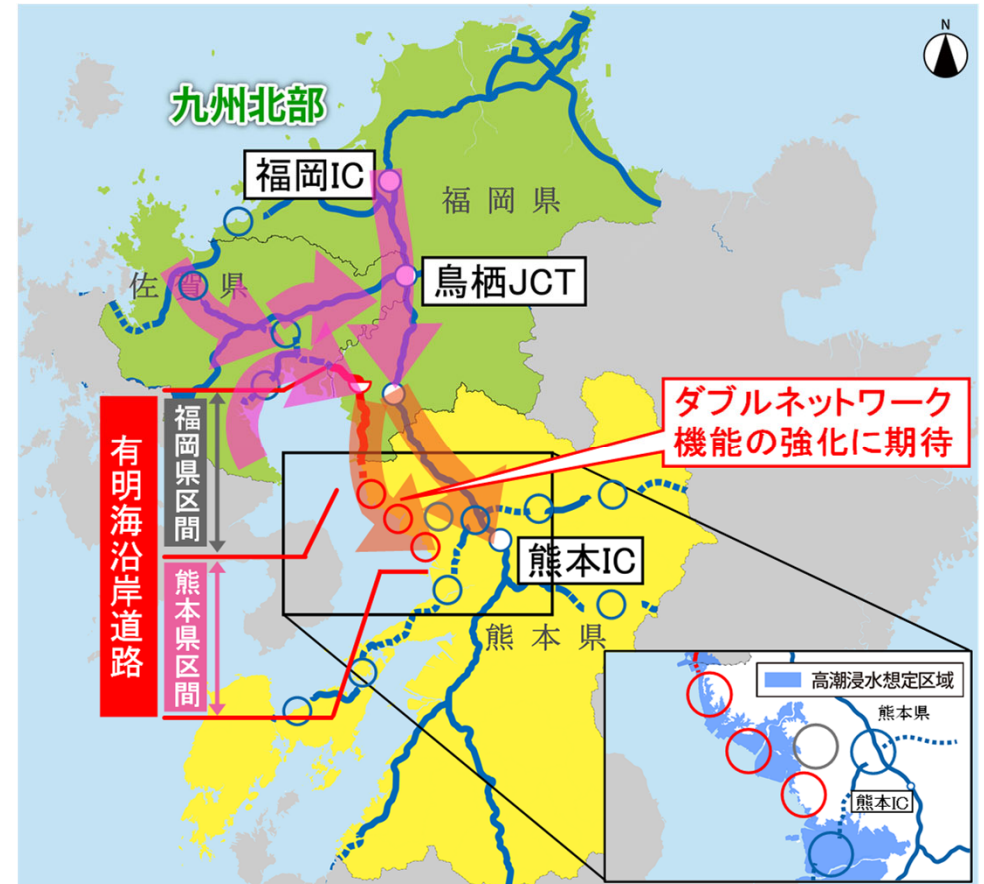 N
九州北部
福岡IC
福岡県
佐賀県
鳥栖JCT
ダブルネットワーク
機能の強化に期待
有明海沿岸道路
福岡県区間
熊本県区間
熊本IC
熊本県
高潮浸水想定区域
熊本県
熊本IC